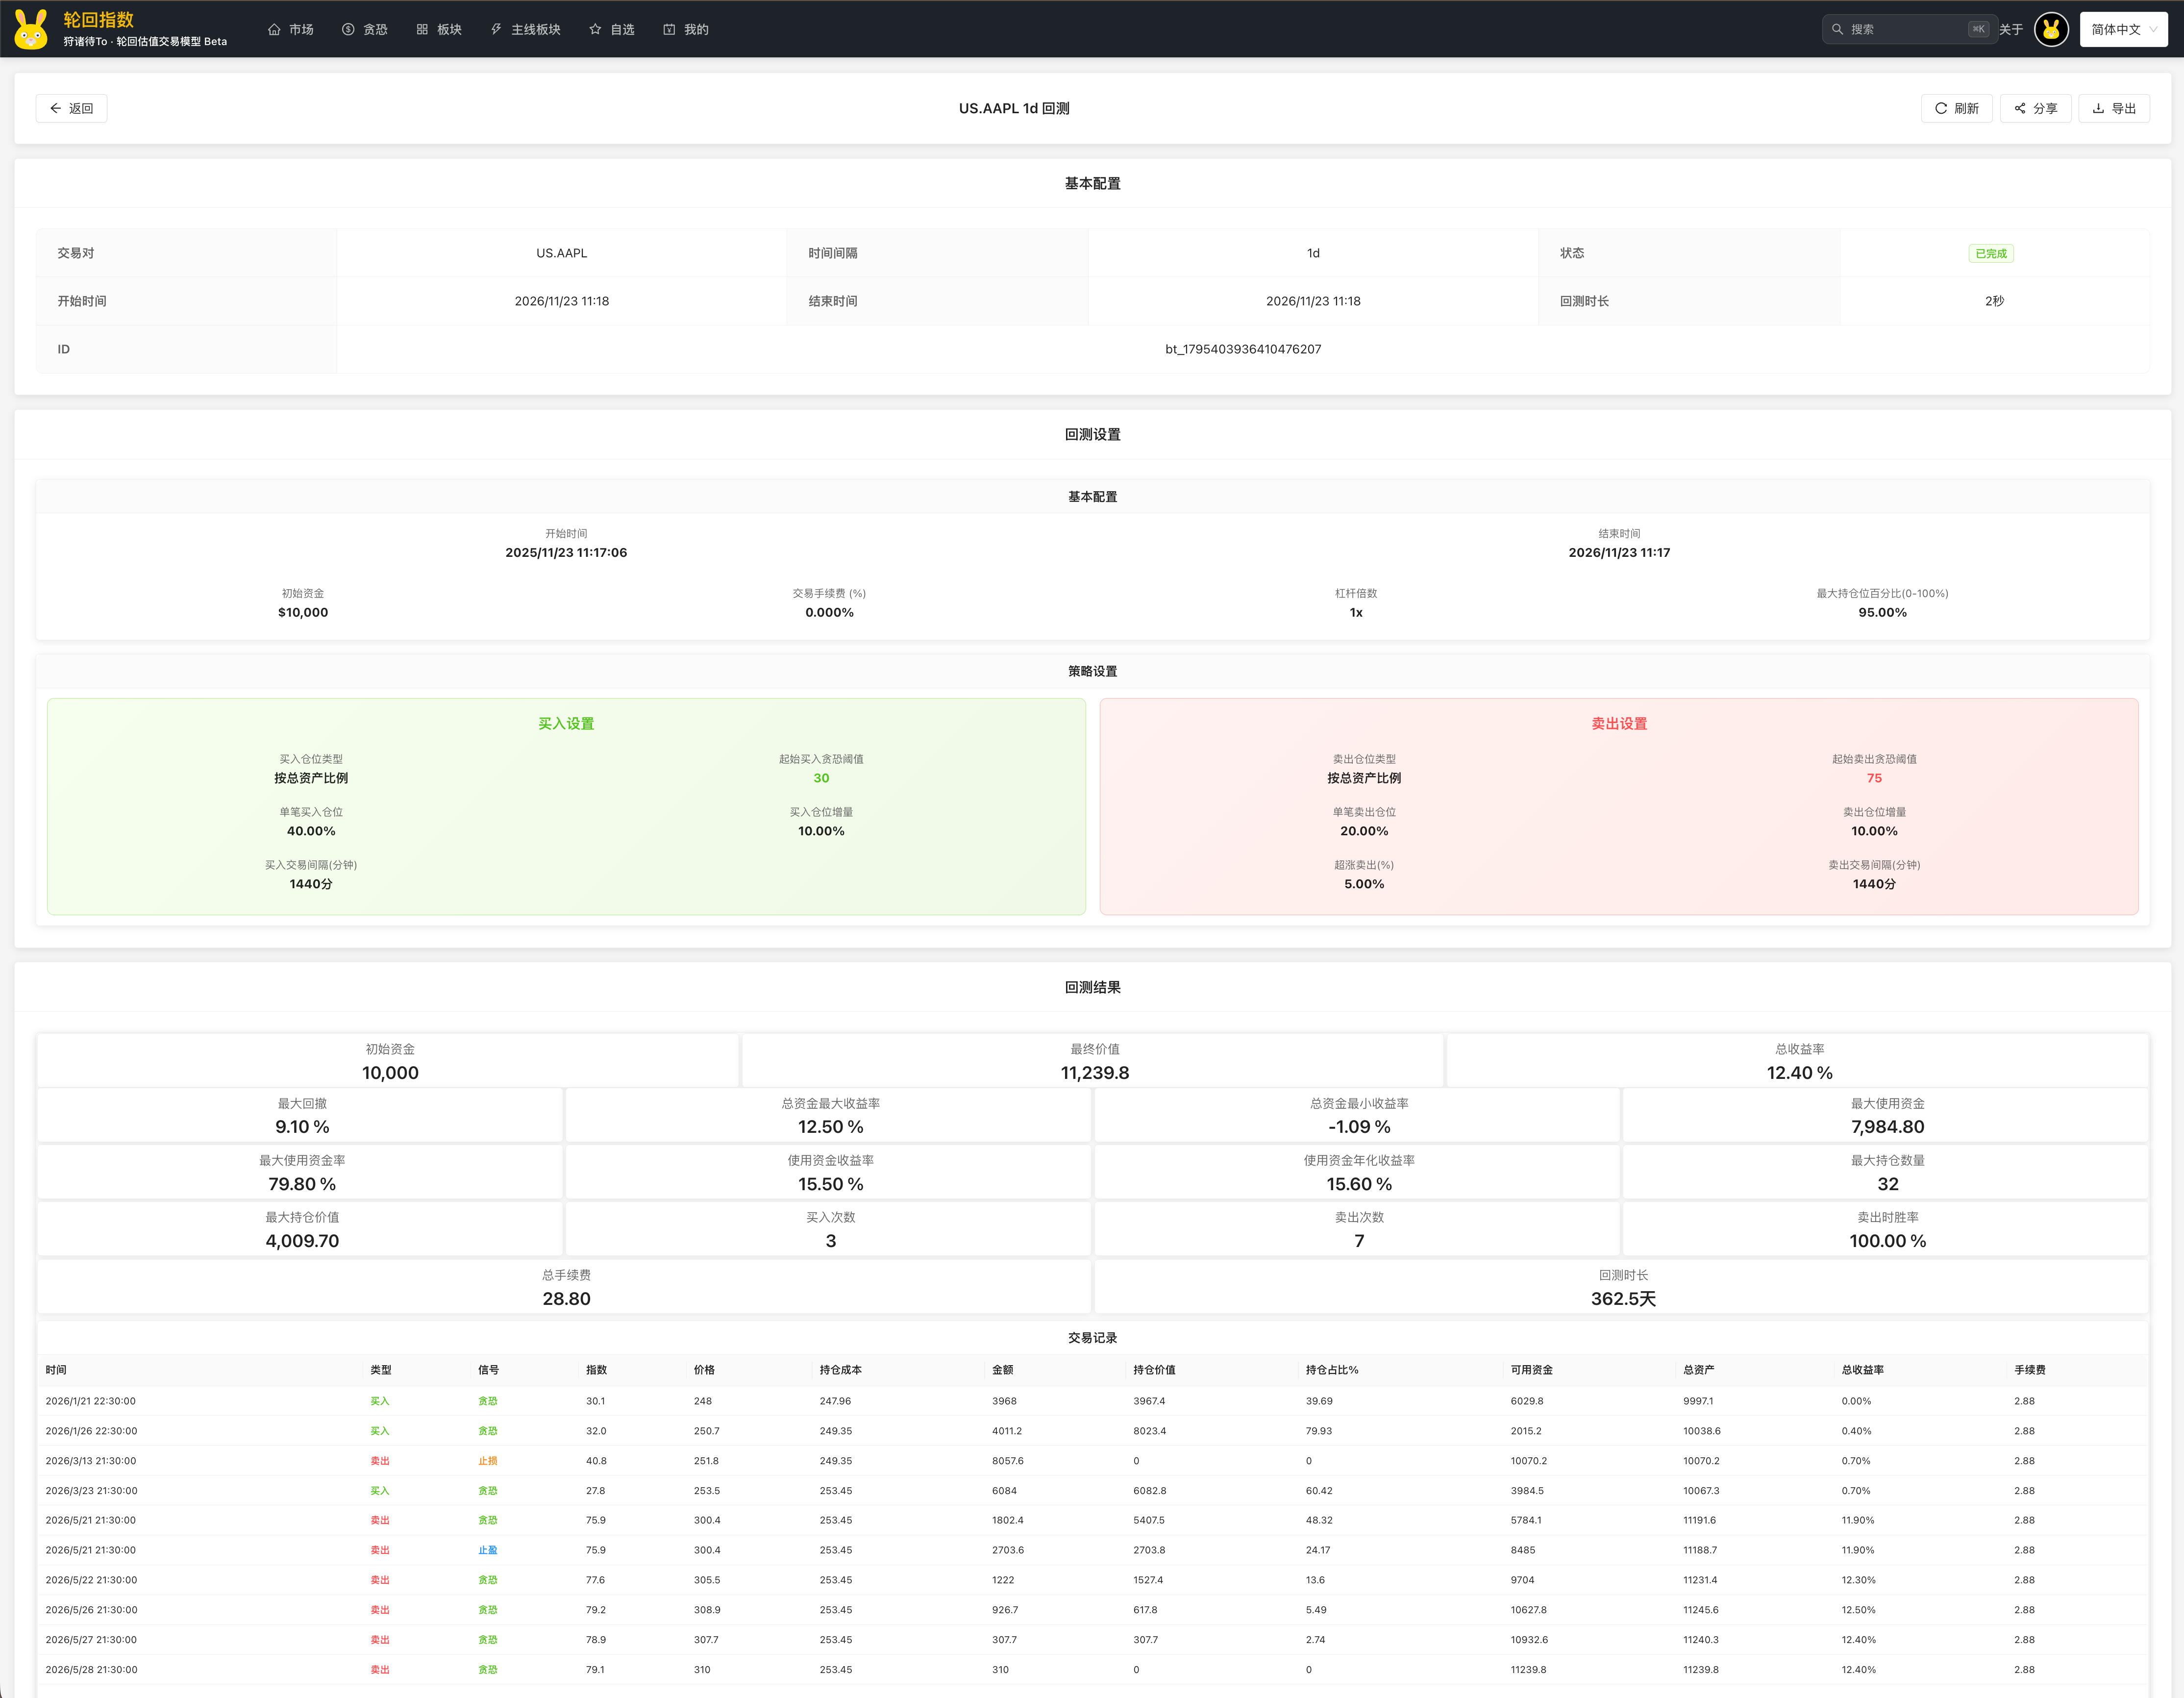 轮回指数
狩诸待To · 轮回估值交易模型 Beta
市场 贪恐 板块 主线板块 自选 我的
搜索 ⌘K 关于 简体中文
返回 US.AAPL 1d 回测 刷新 分享 导出
基本配置
交易对 US.AAPL 时间间隔 1d 状态 已完成
开始时间 2026/11/23 11:18 结束时间 2026/11/23 11:18 回测时长 2秒
ID bt_1795403936410476207
回测设置
基本配置
开始时间 结束时间
2025/11/23 11:17:06 2026/11/23 11:17
初始资金 交易手续费 (%) 杠杆倍数 最大持仓位百分比(0-100%)
$10,000 0.000% 1x 95.00%
策略设置
买入设置
买入仓位类型 起始买入贪恐阈值
按总资产比例 30
单笔买入仓位 买入仓位增量
40.00% 10.00%
买入交易间隔(分钟)
1440分
卖出设置
卖出仓位类型 起始卖出贪恐阈值
按总资产比例 75
单笔卖出仓位 卖出仓位增量
20.00% 10.00%
超涨卖出(%) 卖出交易间隔(分钟)
5.00% 1440分
回测结果
初始资金 最终价值 总收益率
10,000 11,239.8 12.40 %
最大回撤 总资金最大收益率 总资金最小收益率 最大使用资金
9.10 % 12.50 % -1.09 % 7,984.80
最大使用资金率 使用资金收益率 使用资金年化收益率 最大持仓数量
79.80 % 15.50 % 15.60 % 32
最大持仓价值 买入次数 卖出次数 卖出时胜率
4,009.70 3 7 100.00 %
总手续费 回测时长
28.80 362.5天
交易记录
时间 类型 信号 指数 价格 持仓成本 金额 持仓价值 持仓占比% 可用资金 总资产 总收益率 手续费
2026/1/21 22:30:00 买入 贪恐 30.1 248 247.96 3968 3967.4 39.69 6029.8 9997.1 0.00% 2.88
2026/1/26 22:30:00 买入 贪恐 32.0 250.7 249.35 4011.2 8023.4 79.93 2015.2 10038.6 0.40% 2.88
2026/3/13 21:30:00 卖出 止损 40.8 251.8 249.35 8057.6 0 0 10070.2 10070.2 0.70% 2.88
2026/3/23 21:30:00 买入 贪恐 27.8 253.5 253.45 6084 6082.8 60.42 3984.5 10067.3 0.70% 2.88
2026/5/21 21:30:00 卖出 贪恐 75.9 300.4 253.45 1802.4 5407.5 48.32 5784.1 11191.6 11.90% 2.88
2026/5/21 21:30:00 卖出 止盈 75.9 300.4 253.45 2703.6 2703.8 24.17 8485 11188.7 11.90% 2.88
2026/5/22 21:30:00 卖出 贪恐 77.6 305.5 253.45 1222 1527.4 13.6 9704 11231.4 12.30% 2.88
2026/5/26 21:30:00 卖出 贪恐 79.2 308.9 253.45 926.7 617.8 5.49 10627.8 11245.6 12.50% 2.88
2026/5/27 21:30:00 卖出 贪恐 78.9 307.7 253.45 307.7 307.7 2.74 10932.6 11240.3 12.40% 2.88
2026/5/28 21:30:00 卖出 贪恐 79.1 310 253.45 310 0 0 11239.8 11239.8 12.40% 2.88